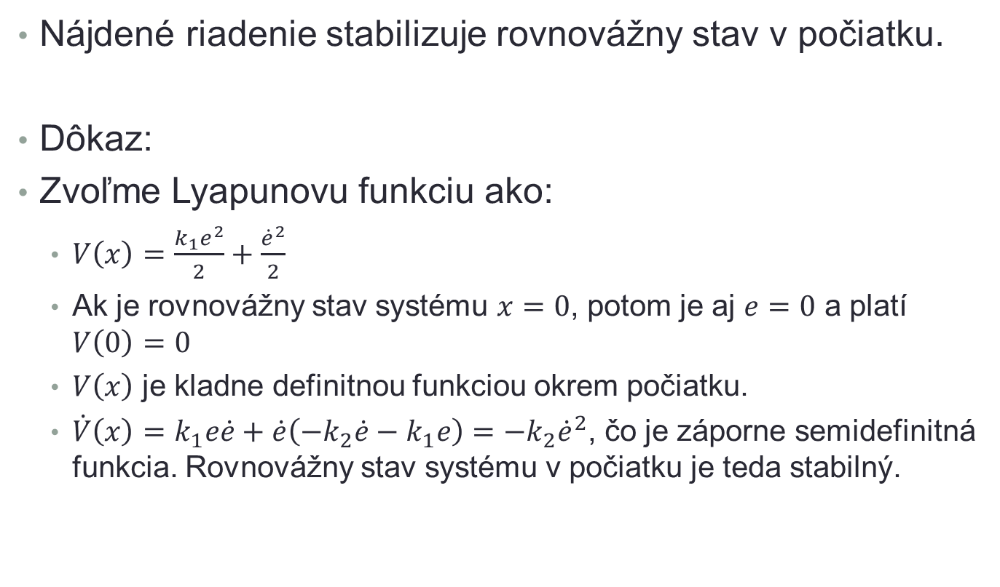 • Nájdené riadenie stabilizuje rovnovážny stav v počiatku.
• Dôkaz:
• Zvoľme Lyapunovu funkciu ako:
• $V(x) = \frac{k_1 e^2}{2} + \frac{\dot{e}^2}{2}$
• Ak je rovnovážny stav systému $x = 0$, potom je aj $e = 0$ a platí
$V(0) = 0$
• $V(x)$ je kladne definitnou funkciou okrem počiatku.
• $\dot{V}(x) = k_1 e\dot{e} + \dot{e}(-k_2\dot{e} - k_1 e) = -k_2\dot{e}^2$, čo je záporne semidefinitná
funkcia. Rovnovážny stav systému v počiatku je teda stabilný.